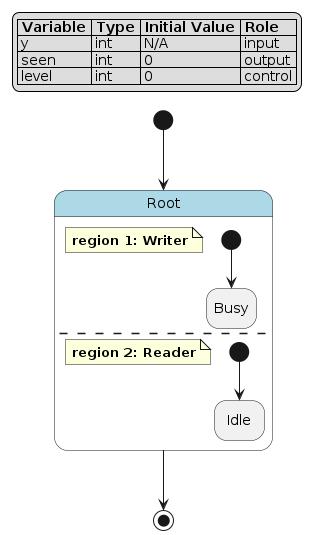 Variable Type Initial Value Role
y int N/A input
seen int 0 output
level int 0 control
Root
region 1: Writer
Busy
region 2: Reader
Idle